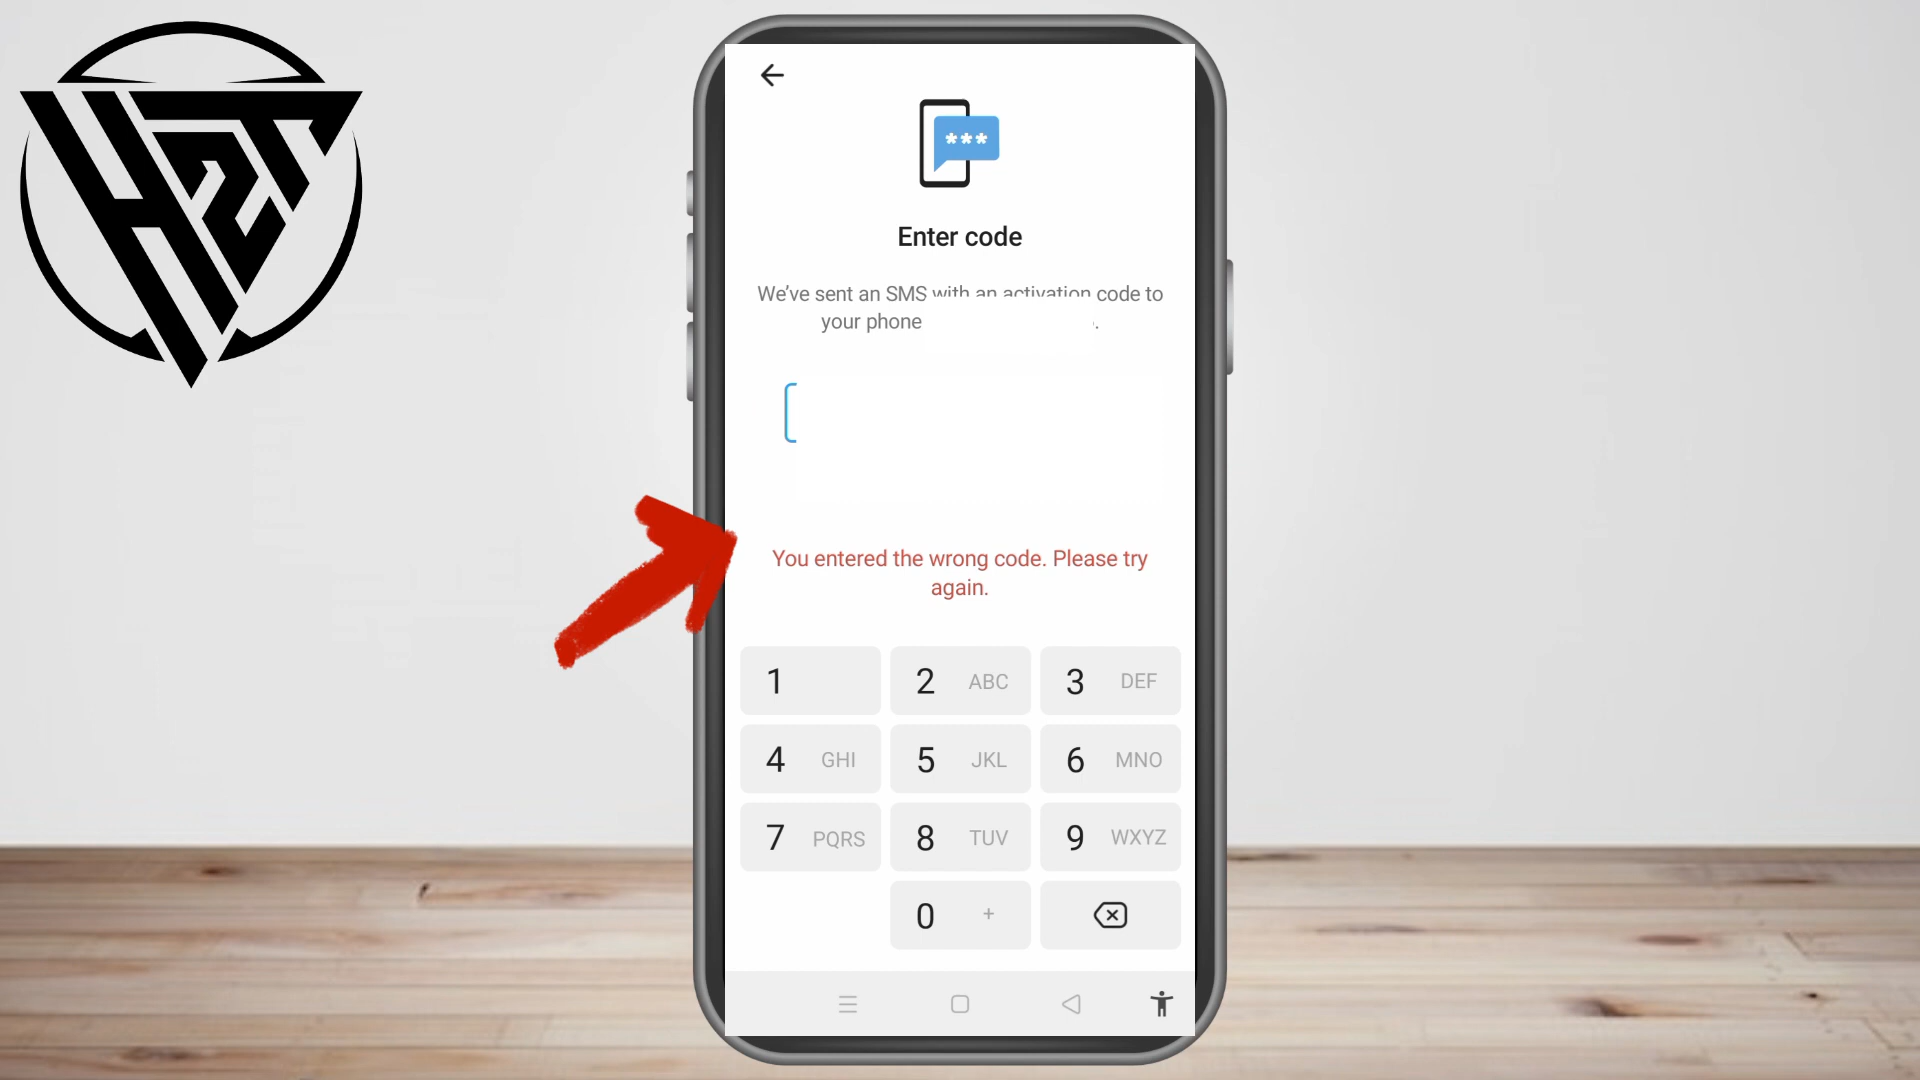 H2T
***
Enter code
We've sent an SMS with an activation code to
your phone .
You entered the wrong code. Please try
again.
1
2 ABC
3 DEF
4 GHI
5 JKL
6 MNO
7 PQRS
8 TUV
9 WXYZ
0 +